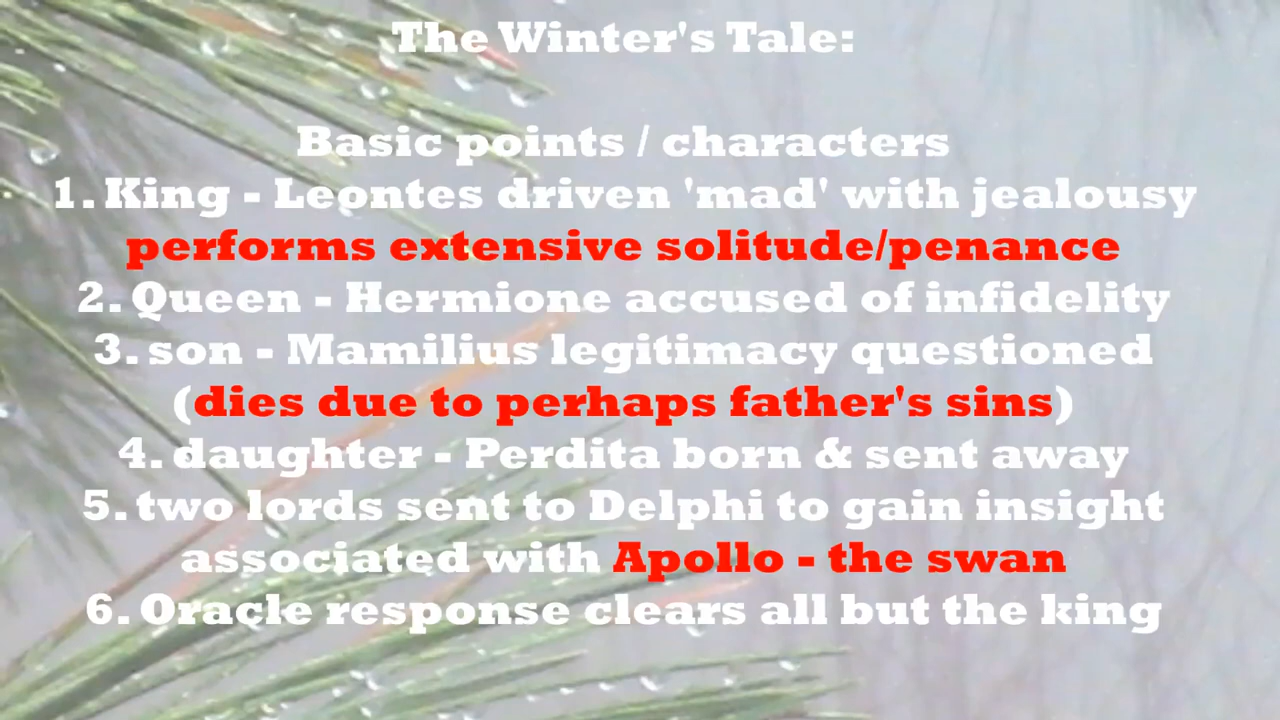 The Winter's Tale:
Basic points / characters
1. King - Leontes driven 'mad' with jealousy
performs extensive solitude/penance
2. Queen - Hermione accused of infidelity
3. son - Mamilius legitimacy questioned
(dies due to perhaps father's sins)
4. daughter - Perdita born & sent away
5. two lords sent to Delphi to gain insight
associated with Apollo - the swan
6. Oracle response clears all but the king